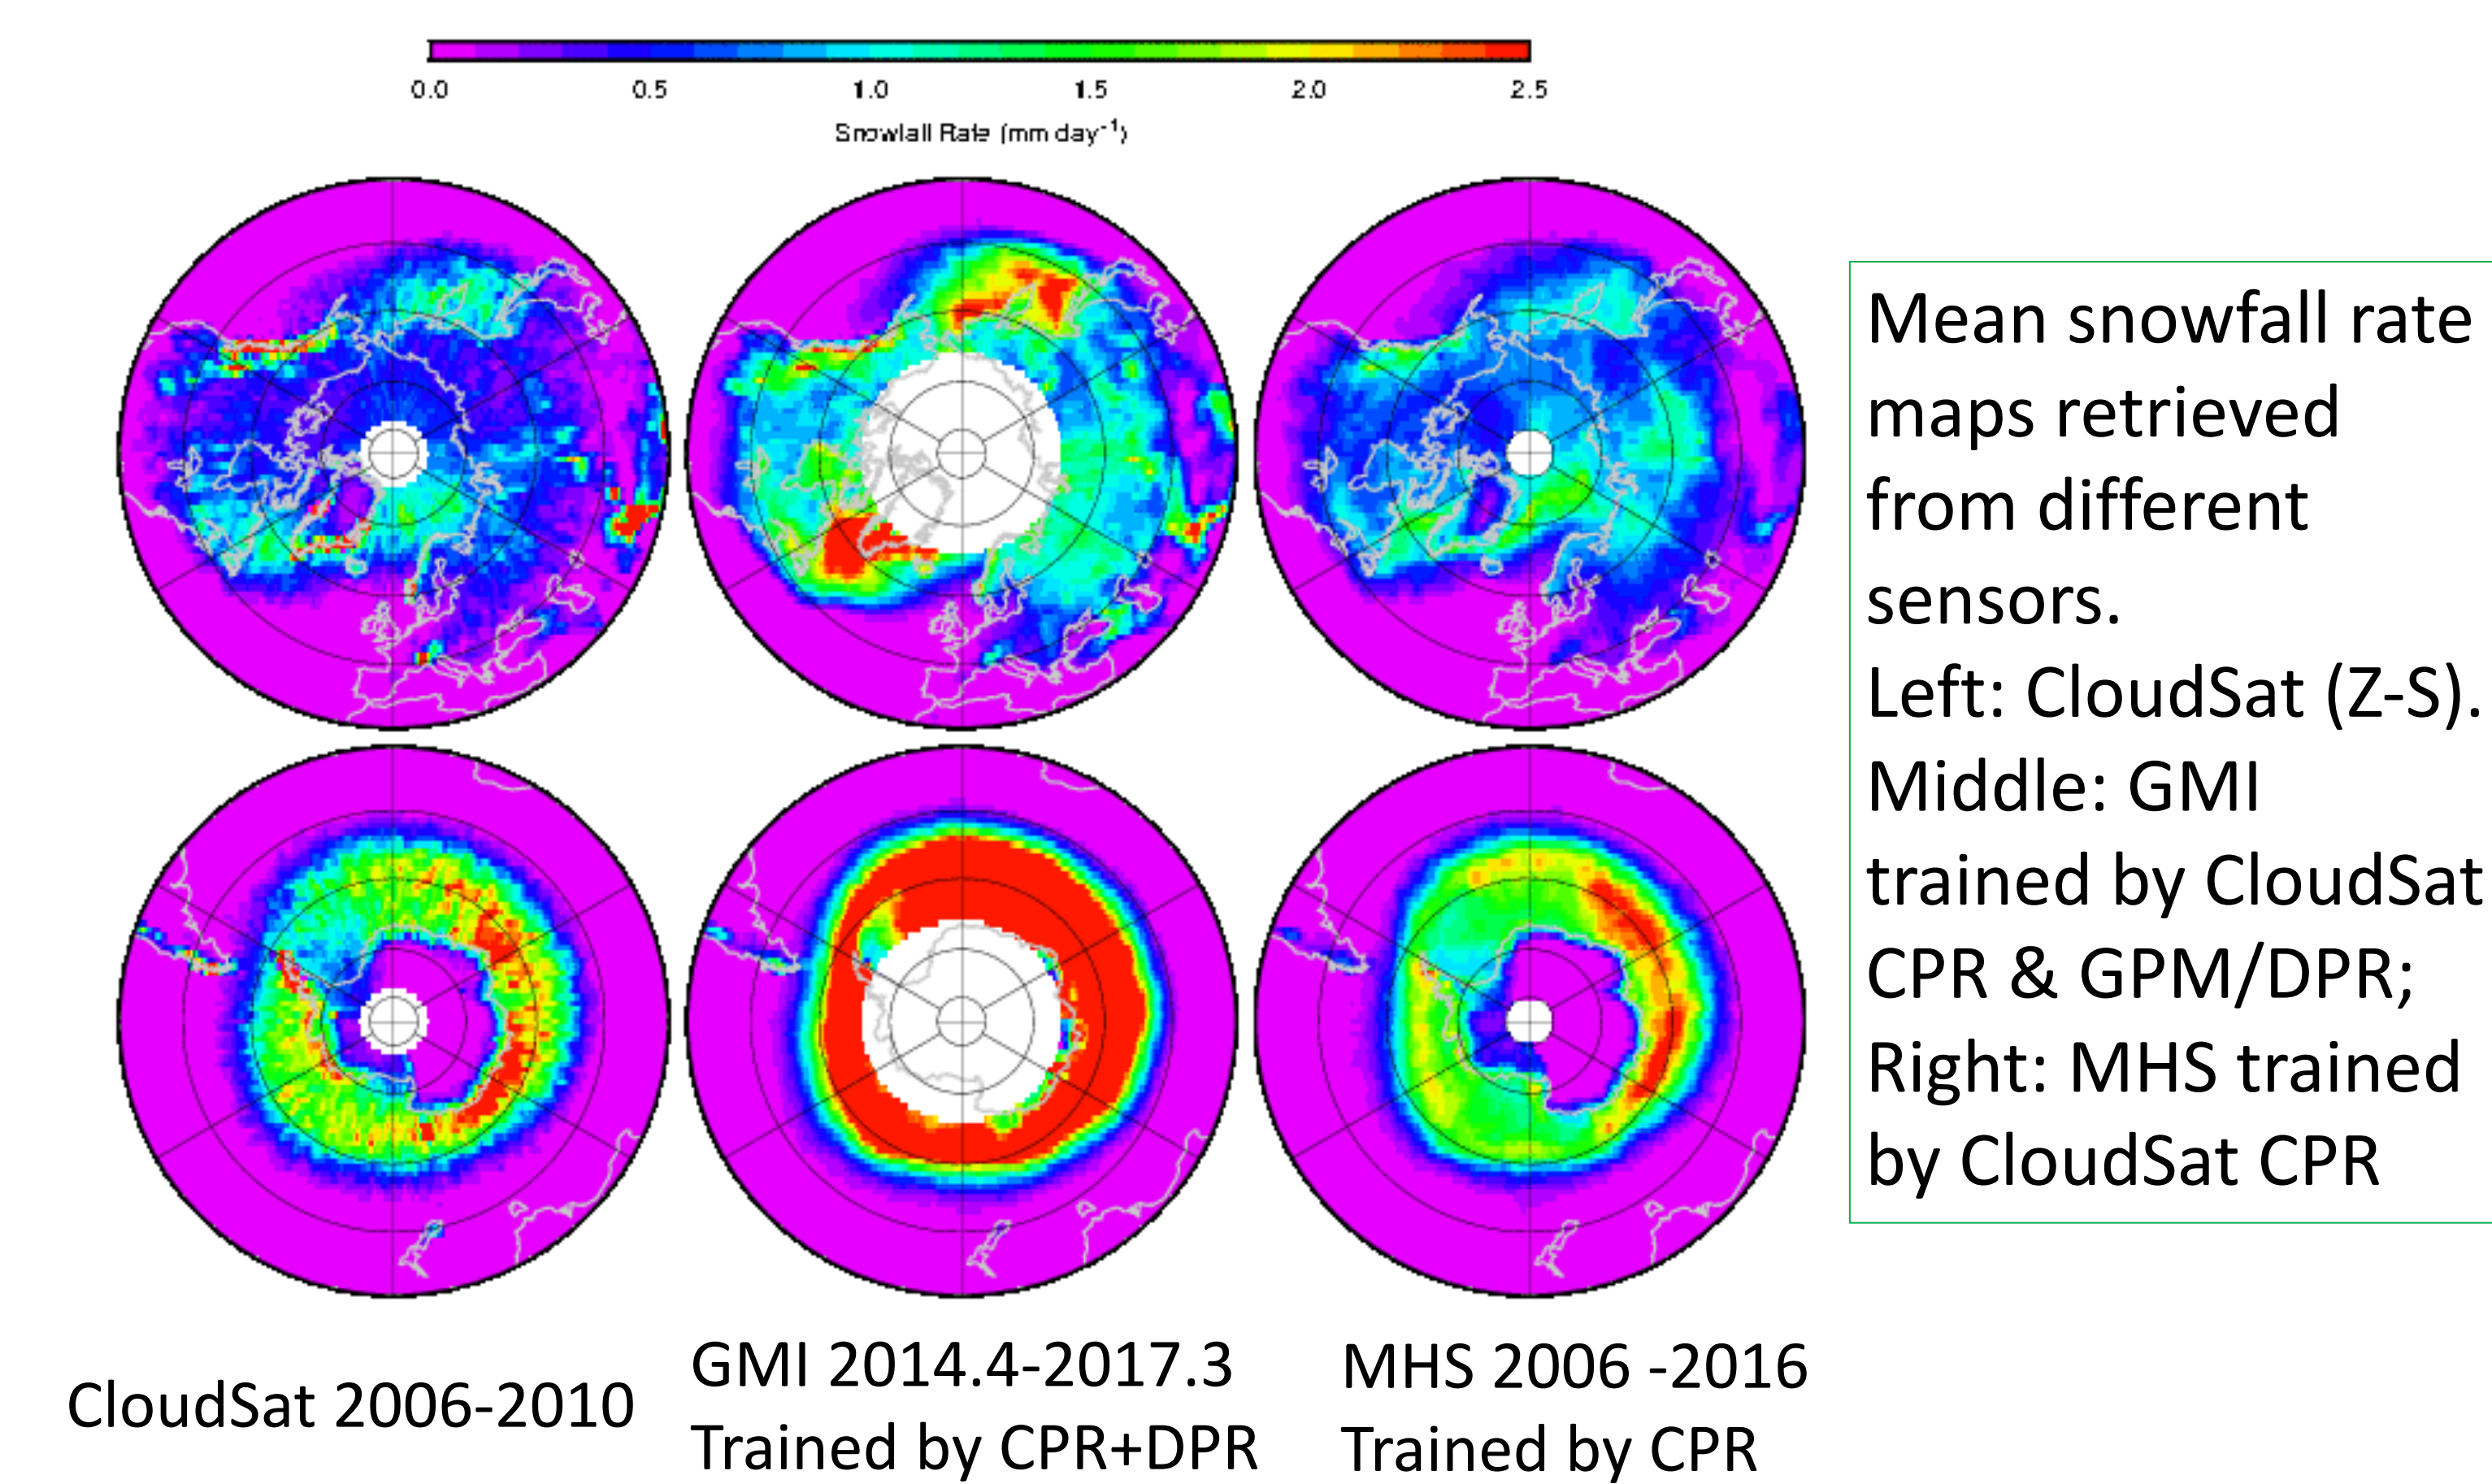 0.0 0.5 1.0 1.5 2.0 2.5
Snowfall Rate (mm day⁻¹)
Mean snowfall rate
maps retrieved
from different
sensors.
Left: CloudSat (Z-S).
Middle: GMI
trained by CloudSat
CPR & GPM/DPR;
Right: MHS trained
by CloudSat CPR
CloudSat 2006-2010
GMI 2014.4-2017.3
Trained by CPR+DPR
MHS 2006 -2016
Trained by CPR